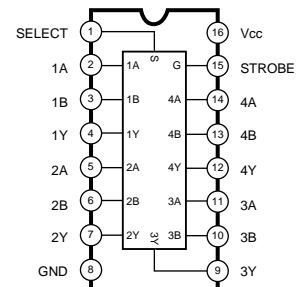 SELECT 1 S 16 Vcc
1A 2 1A G 15 STROBE
1B 3 1B 4A 14 4A
1Y 4 1Y 4B 13 4B
2A 5 2A 4Y 12 4Y
2B 6 2B 3A 11 3A
2Y 7 2Y 3Y 3B 10 3B
GND 8 9 3Y